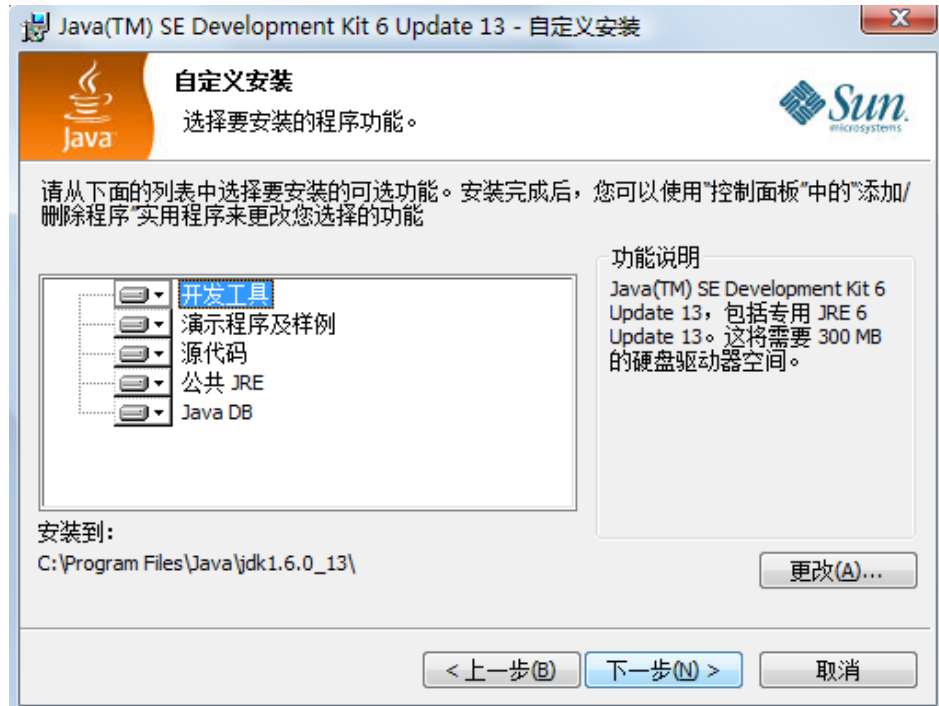 Java(TM) SE Development Kit 6 Update 13 - 自定义安装
Java
自定义安装
选择要安装的程序功能。
Sun.
microsystems
请从下面的列表中选择要安装的可选功能。安装完成后，您可以使用"控制面板"中的"添加/
删除程序"实用程序来更改您选择的功能
开发工具
演示程序及样例
源代码
公共 JRE
Java DB
功能说明
Java(TM) SE Development Kit 6
Update 13，包括专用 JRE 6
Update 13。这将需要 300 MB
的硬盘驱动器空间。
安装到：
C:\Program Files\Java\jdk1.6.0_13\
更改(A)...
< 上一步(B)
下一步(N) >
取消